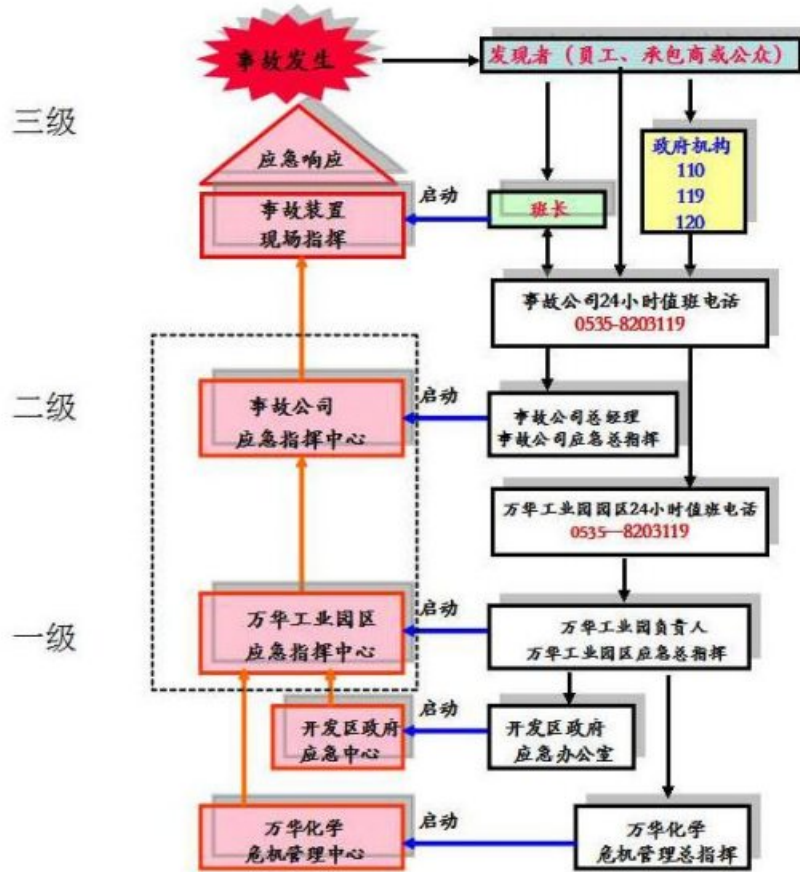 事故发生
发现者（员工、承包商或公众）
三级
应急响应
政府机构
110
119
120
启动
班长
事故装置
现场指挥
事故公司24小时值班电话
0535-8203119
二级
启动
事故公司
应急指挥中心
事故公司总经理
事故公司应急总指挥
万华工业园园区24小时值班电话
0535—8203119
一级
启动
万华工业园区
应急指挥中心
万华工业园负责人
万华工业园区应急总指挥
启动
开发区政府
应急中心
开发区政府
应急办公室
启动
万华化学
危机管理中心
万华化学
危机管理总指挥